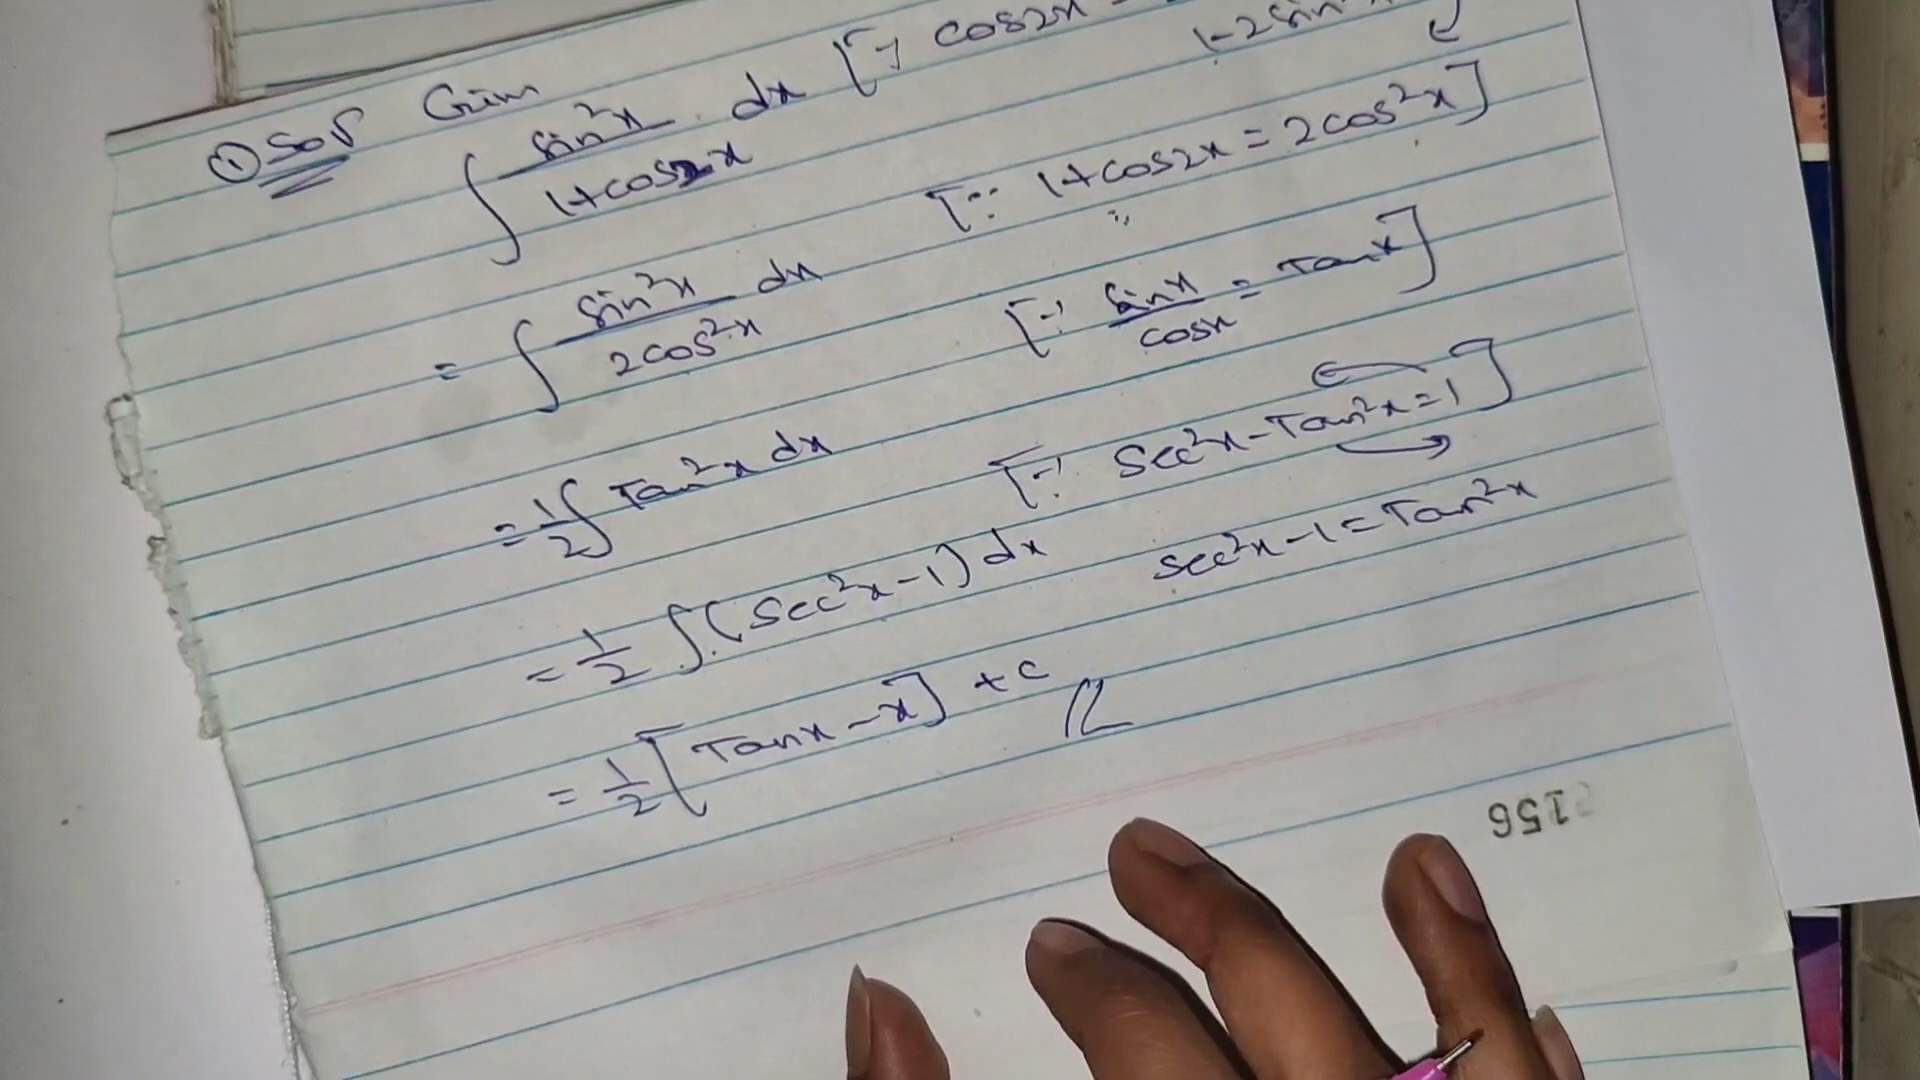 ① Sol Given
∫ sin²x / 1+cos2x dx [∵ cos2x =
1-2sin²x
[∵ 1+cos2x = 2cos²x]
= ∫ sin²x / 2cos²x dx [∵ sinx / cosx = Tanx]
= 1/2 ∫ Tan²x dx [∵ Sec²x - Tan²x = 1]
= 1/2 ∫ (Sec²x - 1) dx sec²x - 1 = Tan²x
= 1/2 [Tanx - x] + c
156